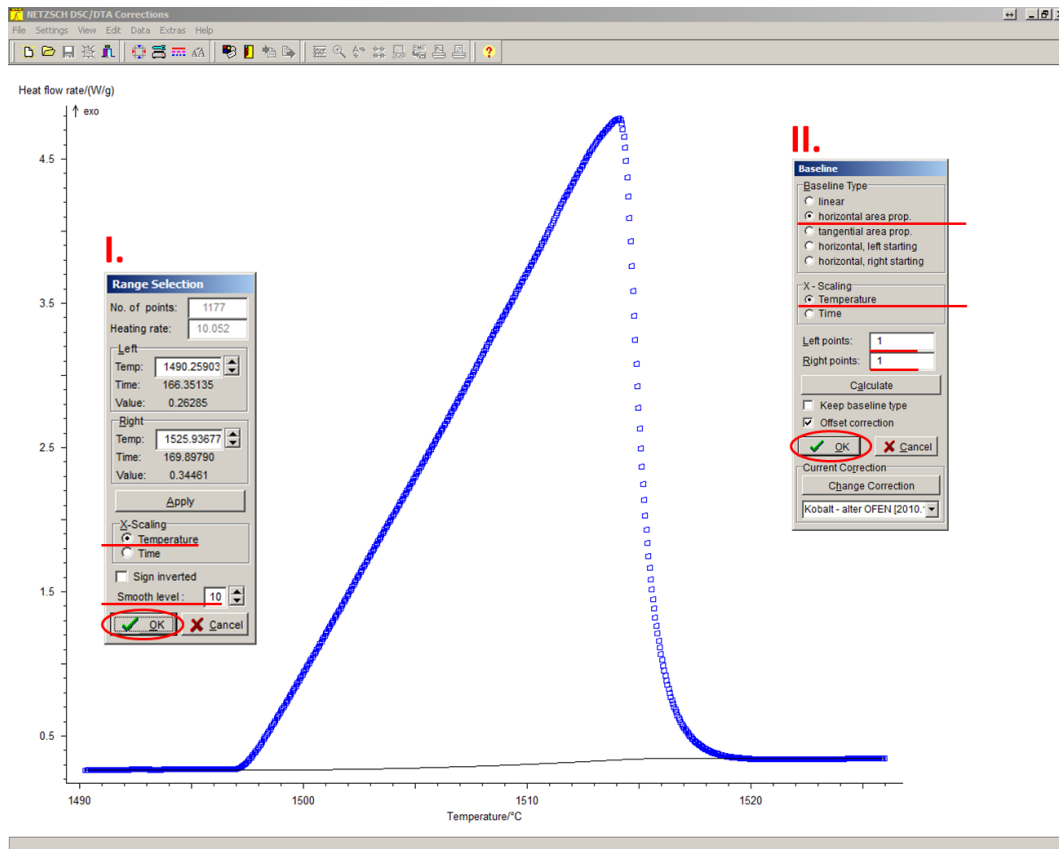 NETZSCH DSC/DTA Corrections
File Settings View Edit Data Extras Help
Heat flow rate/(W/g)
↑ exo
4.5
3.5
2.5
1.5
0.5
1490 1500 1510 1520
Temperature/°C
I.
Range Selection
No. of points: 1177
Heating rate: 10.052
Left
Temp: 1490.25903
Time: 166.35135
Value: 0.26285
Right
Temp: 1525.93677
Time: 169.89790
Value: 0.34461
Apply
X-Scaling
Temperature
Time
Sign inverted
Smooth level : 10
OK Cancel
II.
Baseline
Baseline Type
linear
horizontal area prop.
tangential area prop.
horizontal, left starting
horizontal, right starting
X - Scaling
Temperature
Time
Left points: 1
Right points: 1
Calculate
Keep baseline type
Offset correction
OK Cancel
Current Correction
Change Correction
Kobalt - alter OFEN [2010.